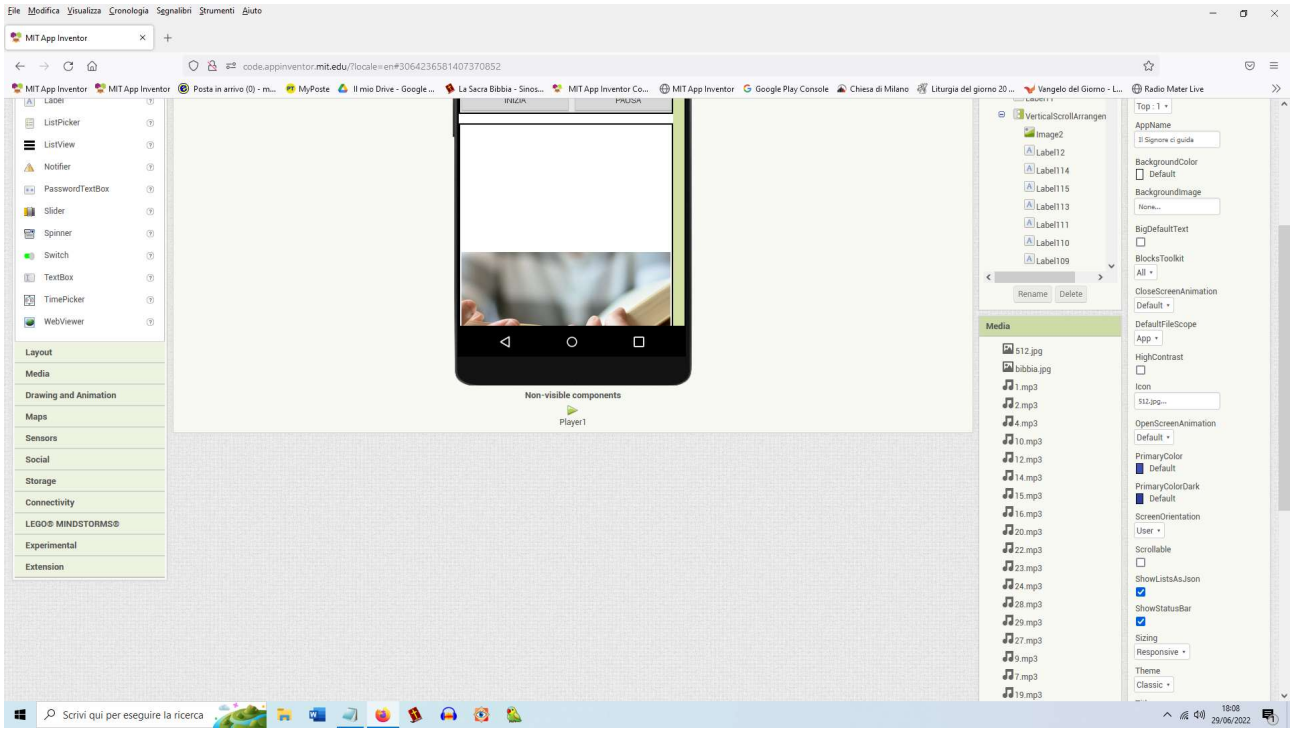 File Modifica Visualizza Cronologia Segnalibri Strumenti Aiuto
MIT App Inventor
code.appinventor.mit.edu/?locale=en#3064236581407370852
MIT App Inventor MIT App Inventor Posta in arrivo (0) - m... MyPoste Il mio Drive - Google ... La Sacra Bibbia - Sinos... MIT App Inventor Co... MIT App Inventor Google Play Console Chiesa di Milano Liturgia del giorno 20 ... Vangelo del Giorno - L... Radio Mater Live
Label
ListPicker
ListView
Notifier
PasswordTextBox
Slider
Spinner
Switch
TextBox
TimePicker
WebViewer
Layout
Media
Drawing and Animation
Maps
Sensors
Social
Storage
Connectivity
LEGO® MINDSTORMS®
Experimental
Extension
INIZIA PAUSA
Non-visible components
Player1
Label11
VerticalScrollArrangen
Image2
Label12
Label114
Label115
Label113
Label111
Label110
Label109
Rename Delete
Media
512.jpg
bibbia.jpg
1.mp3
2.mp3
4.mp3
10.mp3
12.mp3
14.mp3
15.mp3
16.mp3
20.mp3
22.mp3
23.mp3
24.mp3
28.mp3
29.mp3
27.mp3
9.mp3
7.mp3
19.mp3
Top : 1
AppName
Il Signore ci guida
BackgroundColor
Default
BackgroundImage
None...
BigDefaultText
BlocksToolkit
All
CloseScreenAnimation
Default
DefaultFileScope
App
HighContrast
Icon
512.jpg...
OpenScreenAnimation
Default
PrimaryColor
Default
PrimaryColorDark
Default
ScreenOrientation
User
Scrollable
ShowListsAsJson
ShowStatusBar
Sizing
Responsive
Theme
Classic
Scrivi qui per eseguire la ricerca
18:08
29/06/2022